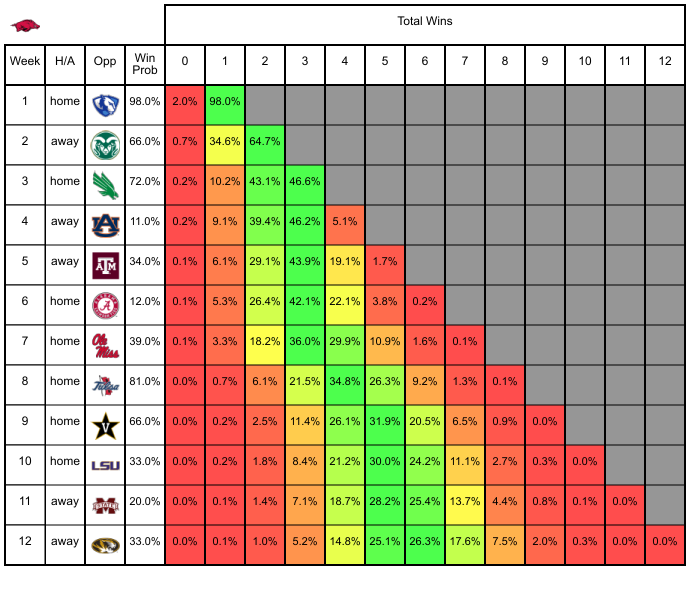 Total Wins
Week H/A Opp Win Prob 0 1 2 3 4 5 6 7 8 9 10 11 12
1 home 98.0% 2.0% 98.0%
2 away 66.0% 0.7% 34.6% 64.7%
3 home 72.0% 0.2% 10.2% 43.1% 46.6%
4 away AU 11.0% 0.2% 9.1% 39.4% 46.2% 5.1%
5 away ATM 34.0% 0.1% 6.1% 29.1% 43.9% 19.1% 1.7%
6 home A 12.0% 0.1% 5.3% 26.4% 42.1% 22.1% 3.8% 0.2%
7 home Ole Miss 39.0% 0.1% 3.3% 18.2% 36.0% 29.9% 10.9% 1.6% 0.1%
8 home Tulsa 81.0% 0.0% 0.7% 6.1% 21.5% 34.8% 26.3% 9.2% 1.3% 0.1%
9 home V 66.0% 0.0% 0.2% 2.5% 11.4% 26.1% 31.9% 20.5% 6.5% 0.9% 0.0%
10 home LSU 33.0% 0.0% 0.2% 1.8% 8.4% 21.2% 30.0% 24.2% 11.1% 2.7% 0.3% 0.0%
11 away M STATE 20.0% 0.0% 0.1% 1.4% 7.1% 18.7% 28.2% 25.4% 13.7% 4.4% 0.8% 0.1% 0.0%
12 away 33.0% 0.0% 0.1% 1.0% 5.2% 14.8% 25.1% 26.3% 17.6% 7.5% 2.0% 0.3% 0.0% 0.0%